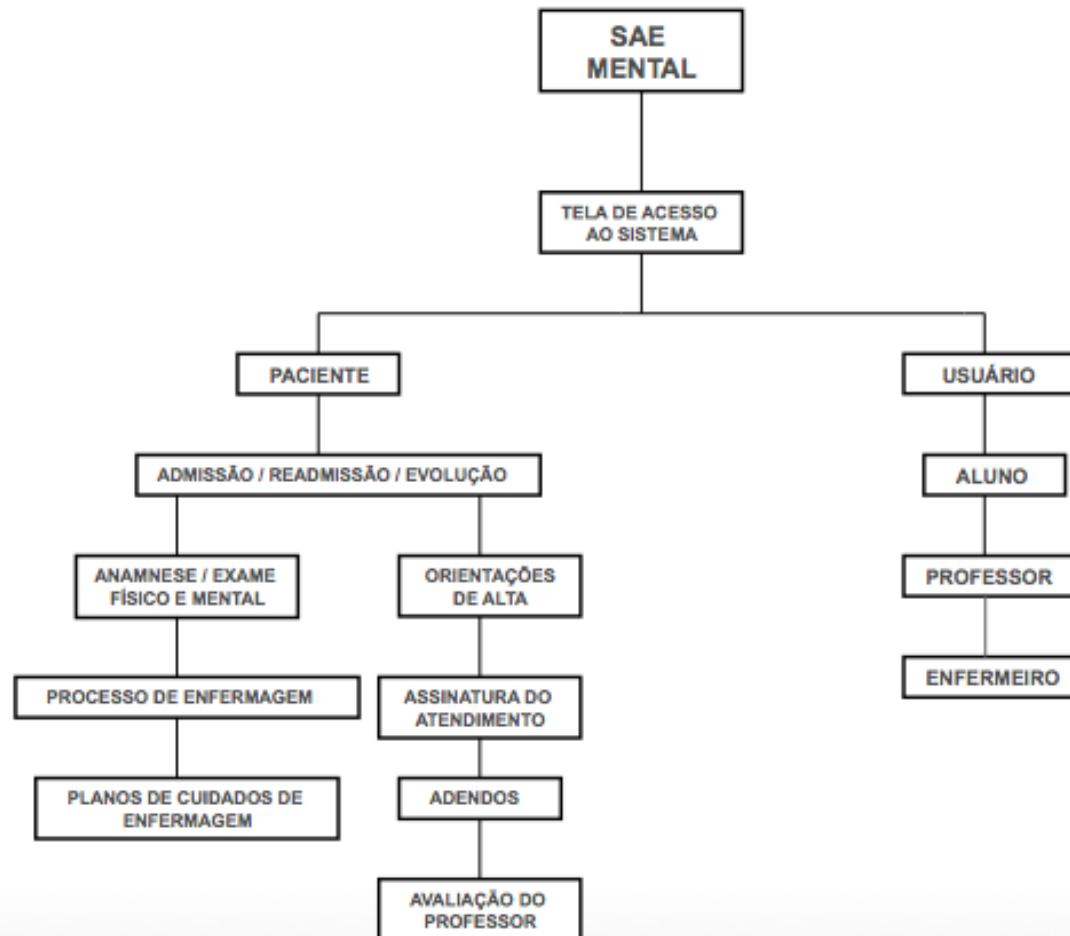 SAE
MENTAL
TELA DE ACESSO
AO SISTEMA
PACIENTE
USUÁRIO
ADMISSÃO / READMISSÃO / EVOLUÇÃO
ALUNO
ANAMNESE / EXAME
FÍSICO E MENTAL
ORIENTAÇÕES
DE ALTA
PROFESSOR
PROCESSO DE ENFERMAGEM
ASSINATURA DO
ATENDIMENTO
ENFERMEIRO
PLANOS DE CUIDADOS DE
ENFERMAGEM
ADENDOS
AVALIAÇÃO DO
PROFESSOR